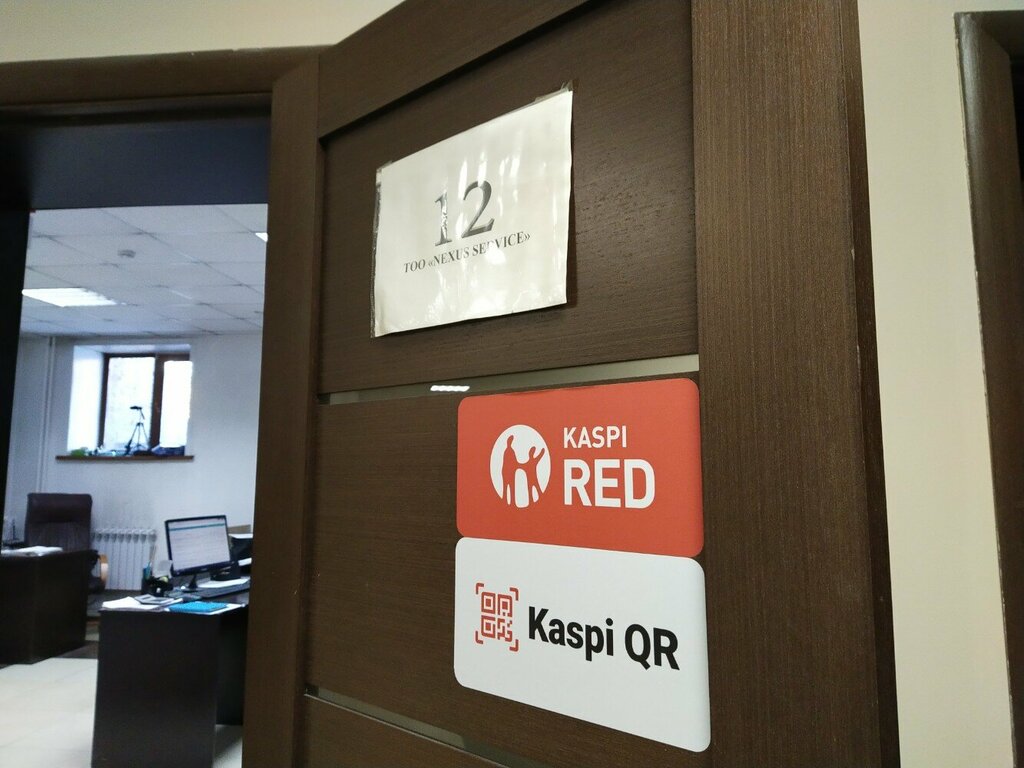 12
ТОО «NEXUS SERVICE»
KASPI
RED
Kaspi QR